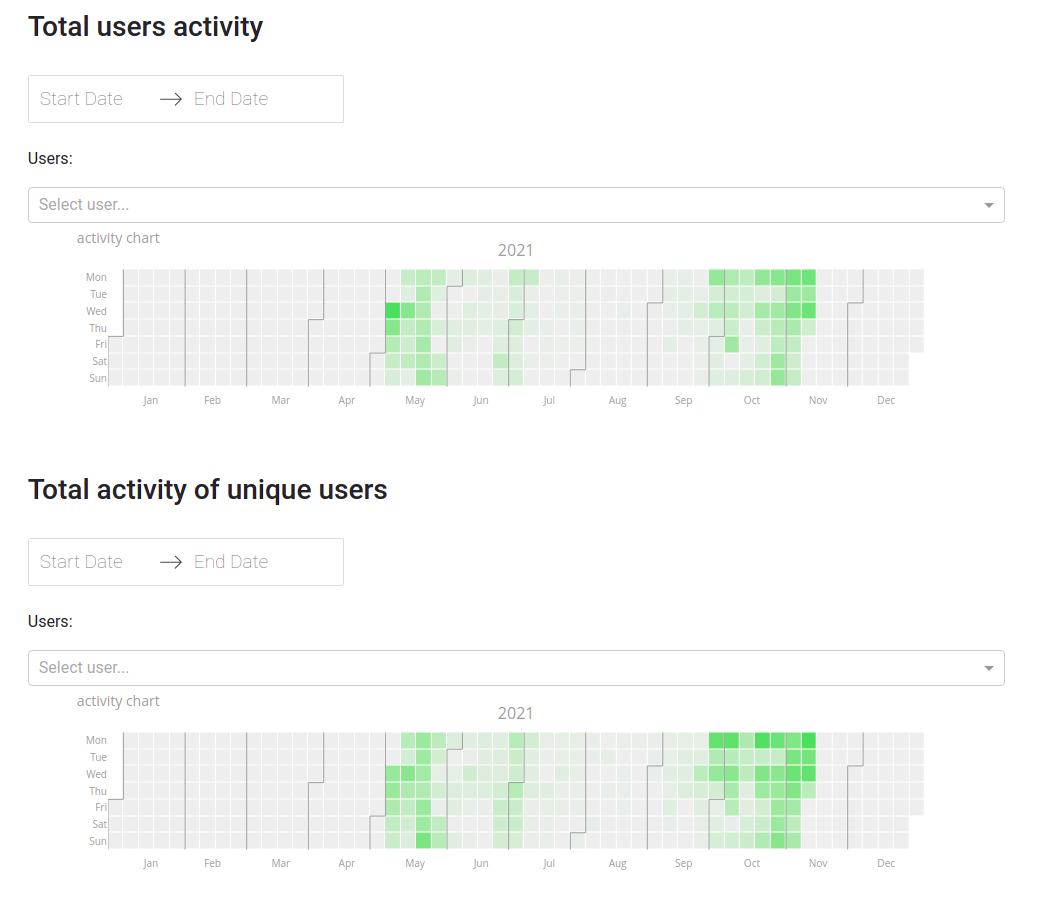 Total users activity
Start Date → End Date
Users:
Select user...
activity chart
2021
Mon
Tue
Wed
Thu
Fri
Sat
Sun
Jan Feb Mar Apr May Jun Jul Aug Sep Oct Nov Dec
Total activity of unique users
Start Date → End Date
Users:
Select user...
activity chart
2021
Mon
Tue
Wed
Thu
Fri
Sat
Sun
Jan Feb Mar Apr May Jun Jul Aug Sep Oct Nov Dec